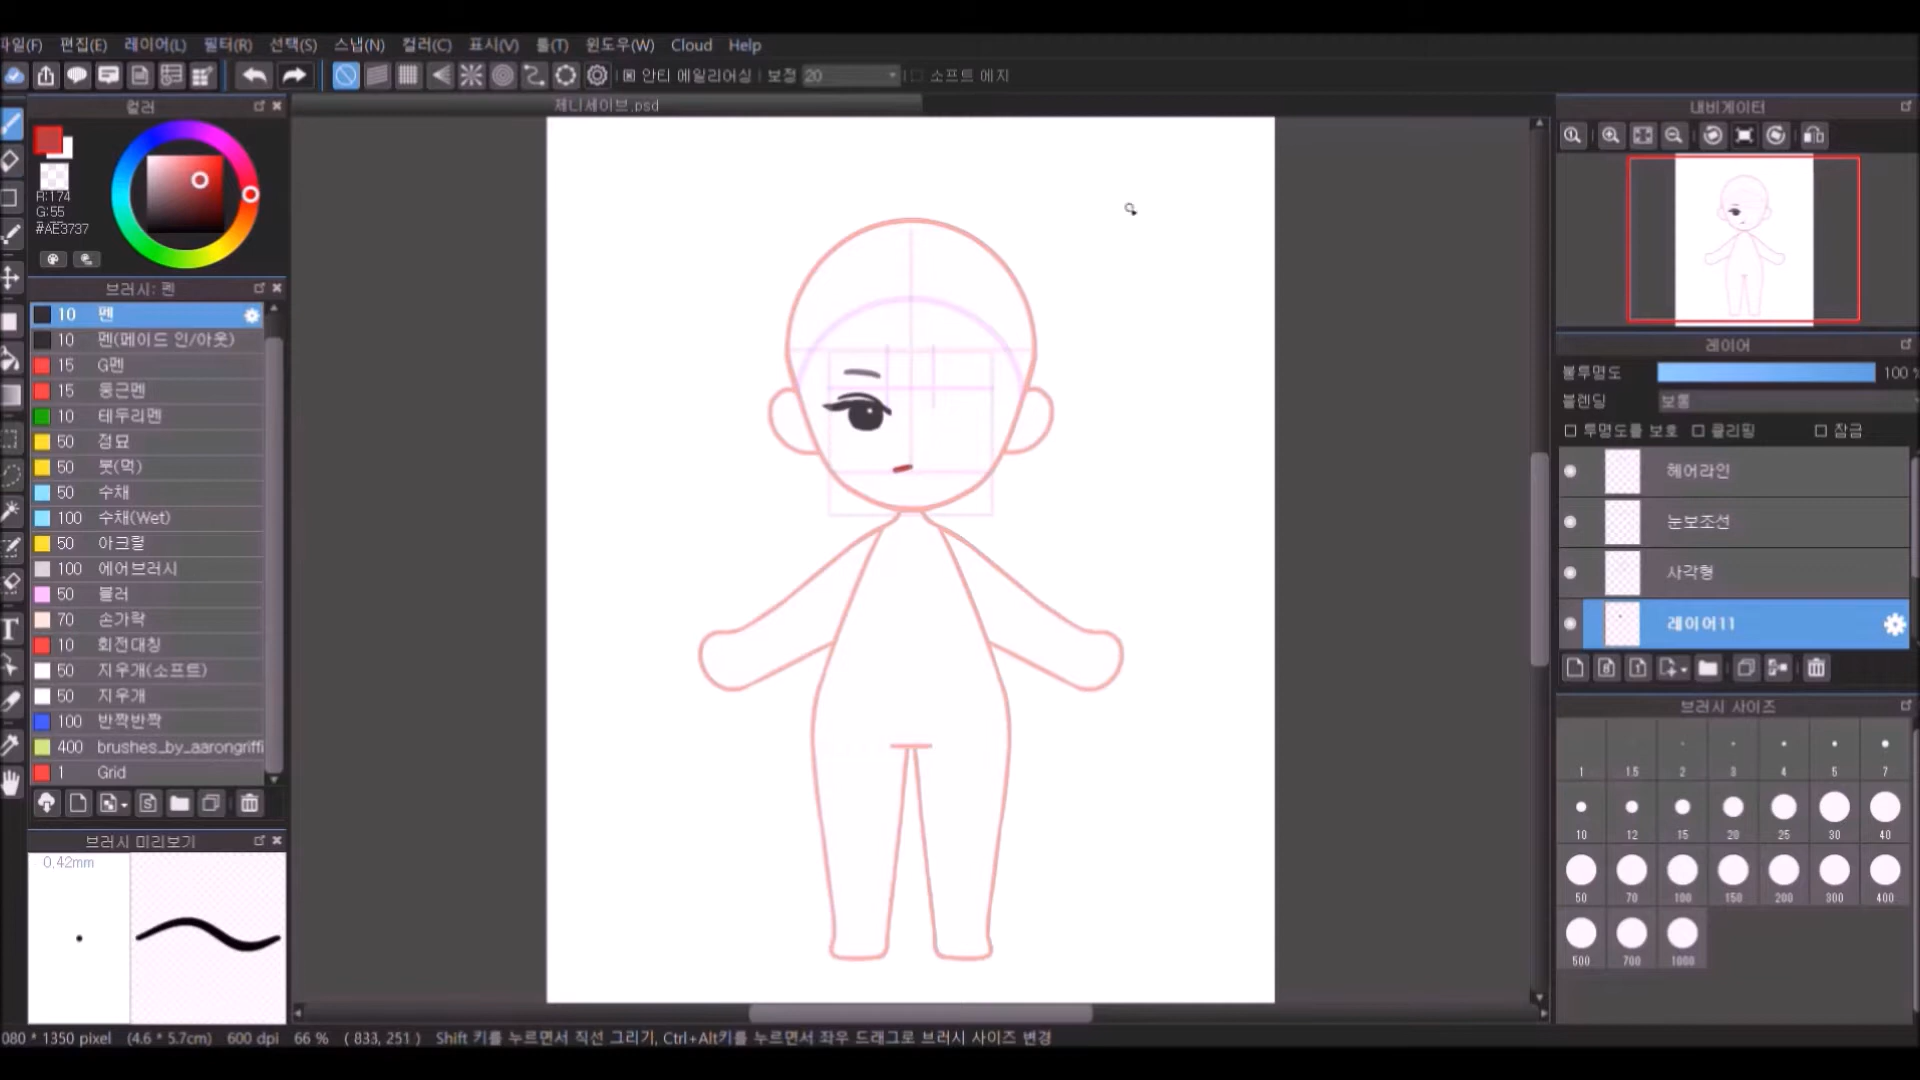 파일(F) 편집(E) 레이어(L) 필터(R) 선택(S) 스냅(N) 컬러(C) 표시(V) 툴(T) 윈도우(W) Cloud Help
안티 에일리어싱 보정 20 소프트 에지
컬러
제니세이브.psd
내비게이터
R:174
G:55
#AE3737
브러시: 펜
10 펜
10 펜(페이드 인/아웃)
15 G펜
15 둥근펜
10 테두리펜
50 점묘
50 붓(먹)
50 수채
100 수채(Wet)
50 아크릴
100 에어브러시
50 블러
70 손가락
10 회전대칭
50 지우개(소프트)
50 지우개
100 반짝반짝
400 brushes_by_aarongriffi
1 Grid
브러시 미리보기
0.42mm
레이어
불투명도 100 %
블렌딩 보통
투명도를 보호 클리핑 잠금
헤어라인
눈보조선
사각형
레이어11
브러시 사이즈
1 1.5 2 3 4 5 7
10 12 15 20 25 30 40
50 70 100 150 200 300 400
500 700 1000
080 * 1350 pixel (4.6 * 5.7cm) 600 dpi 66 % ( 833, 251 ) Shift 키를 누르면서 직선 그리기, Ctrl+Alt키를 누르면서 좌우 드래그로 브러시 사이즈 변경